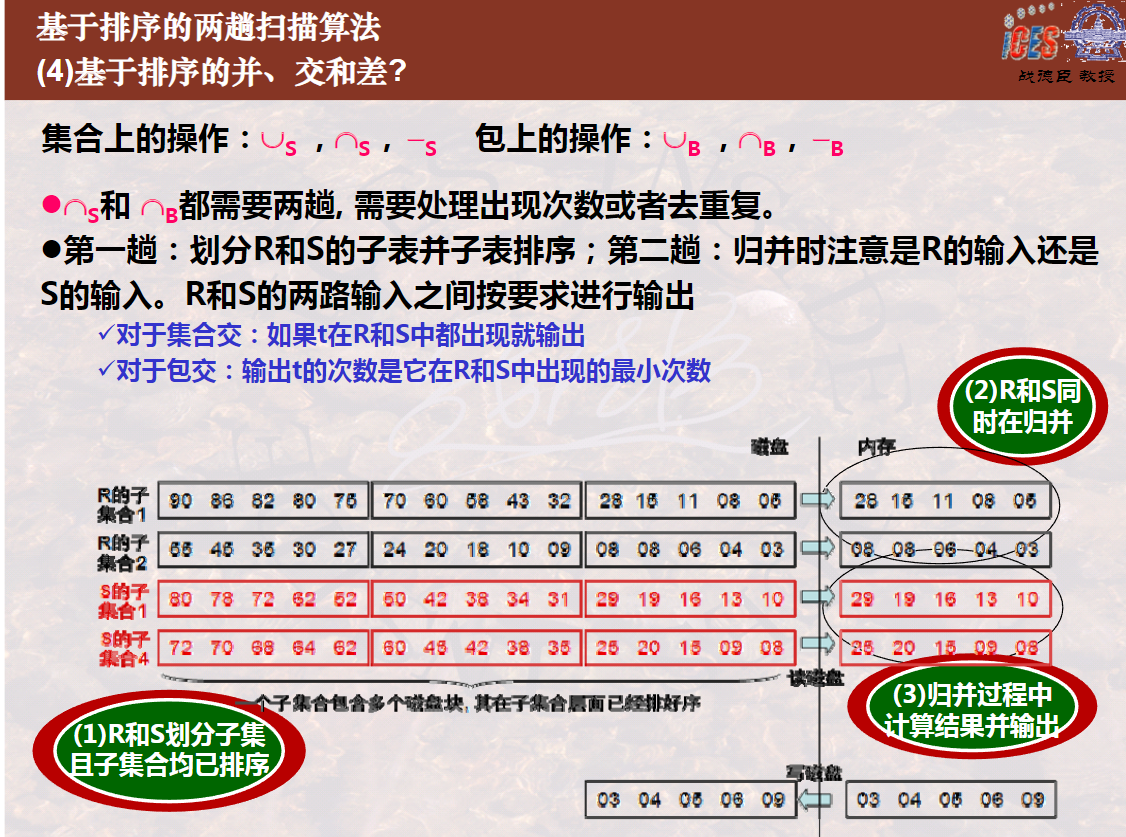 基于排序的两趟扫描算法
(4)基于排序的并、交和差?
iCES
战德臣 教授
集合上的操作：∪S ，∩S ，—S 包上的操作：∪B ，∩B ，—B
●∩S和 ∩B都需要两趟, 需要处理出现次数或者去重复。
●第一趟：划分R和S的子表并子表排序；第二趟：归并时注意是R的输入还是
S的输入。R和S的两路输入之间按要求进行输出
✓对于集合交：如果t在R和S中都出现就输出
✓对于包交：输出t的次数是它在R和S中出现的最小次数
(2)R和S同
时在归并
磁盘 内存
R的子
集合1
90 86 82 80 75 70 60 58 43 32 28 15 11 08 05 28 15 11 08 05
R的子
集合2
55 45 35 30 27 24 20 18 10 09 08 08 06 04 03 08 08 06 04 03
S的子
集合1
80 78 72 62 52 50 42 38 34 31 29 19 16 13 10 29 19 16 13 10
S的子
集合4
72 70 68 64 62 60 45 42 38 35 25 20 15 09 08 25 20 15 09 08
读磁盘
一个子集合包含多个磁盘块, 其在子集合层面已经排好序
(1)R和S划分子集
且子集合均已排序
(3)归并过程中
计算结果并输出
写磁盘
03 04 05 06 09 03 04 05 06 09